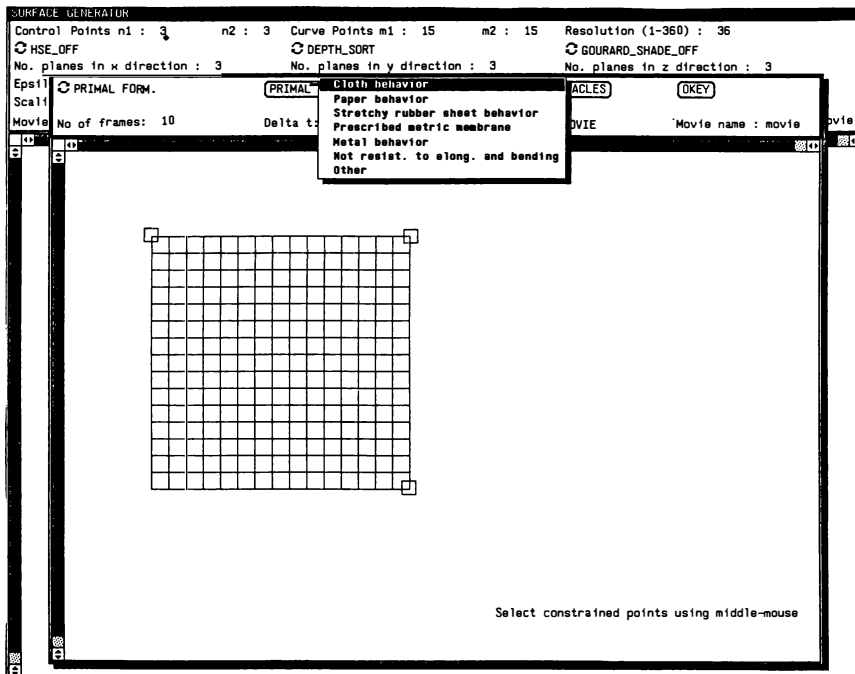 SURFACE GENERATOR
Control Points n1 : 3 n2 : 3 Curve Points m1 : 15 m2 : 15 Resolution (1-360) : 36
HSE_OFF DEPTH_SORT GOURARD_SHADE_OFF
No. planes in x direction : 3 No. planes in y direction : 3 No. planes in z direction : 3
Epsil
Scali
Movie
PRIMAL FORM. PRIMAL ACLES OKEY
No of frames: 10 Delta t: OVIE Movie name : movie
ovie
Cloth behavior
Paper behavior
Stretchy rubber sheet behavior
Prescribed metric membrane
Metal behavior
Not resist. to elong. and bending
Other
Select constrained points using middle-mouse